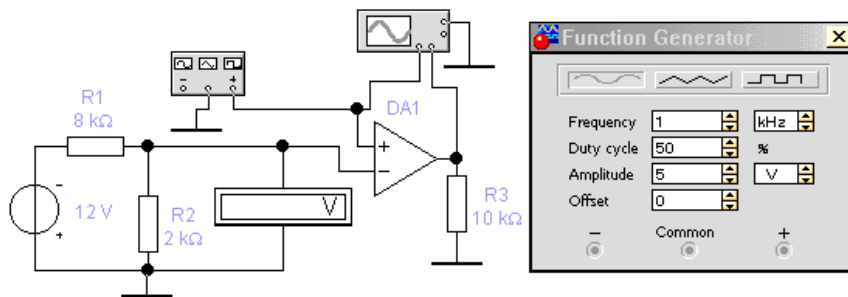 R1
8 kΩ
12 V
R2
2 kΩ
V
DA1
R3
10 kΩ
Function Generator
Frequency 1 kHz
Duty cycle 50 %
Amplitude 5 V
Offset 0
− Common +